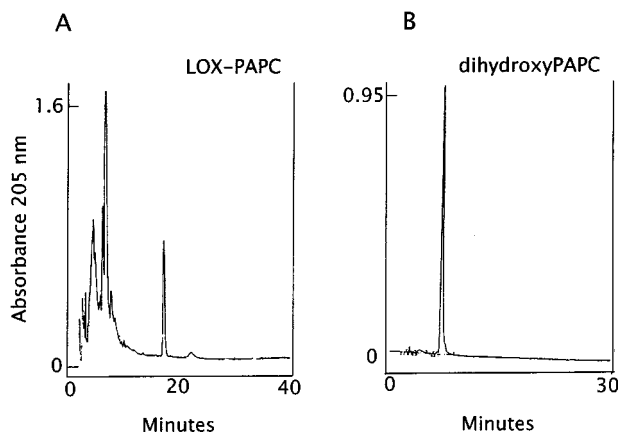 A
LOX-PAPC
1.6
Absorbance 205 nm
0
0
20
40
Minutes
B
dihydroxyPAPC
0.95
0
0
30
Minutes